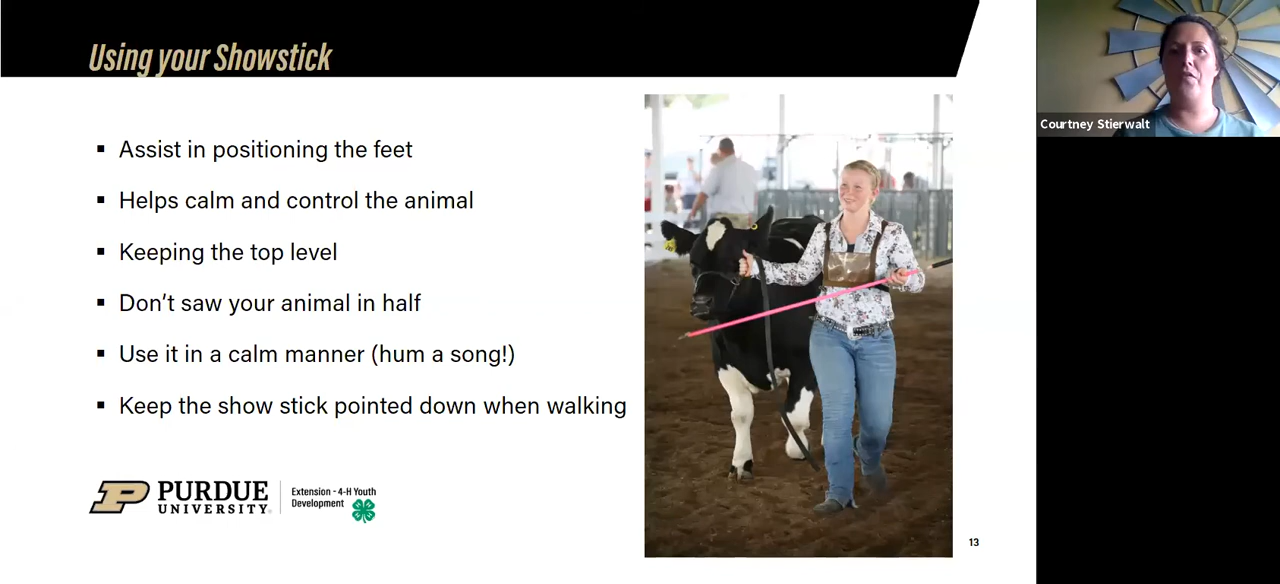 Using your Showstick
Courtney Stierwalt
▪ Assist in positioning the feet
▪ Helps calm and control the animal
▪ Keeping the top level
▪ Don’t saw your animal in half
▪ Use it in a calm manner (hum a song!)
▪ Keep the show stick pointed down when walking
PURDUE
UNIVERSITY®
Extension - 4-H Youth
Development
13